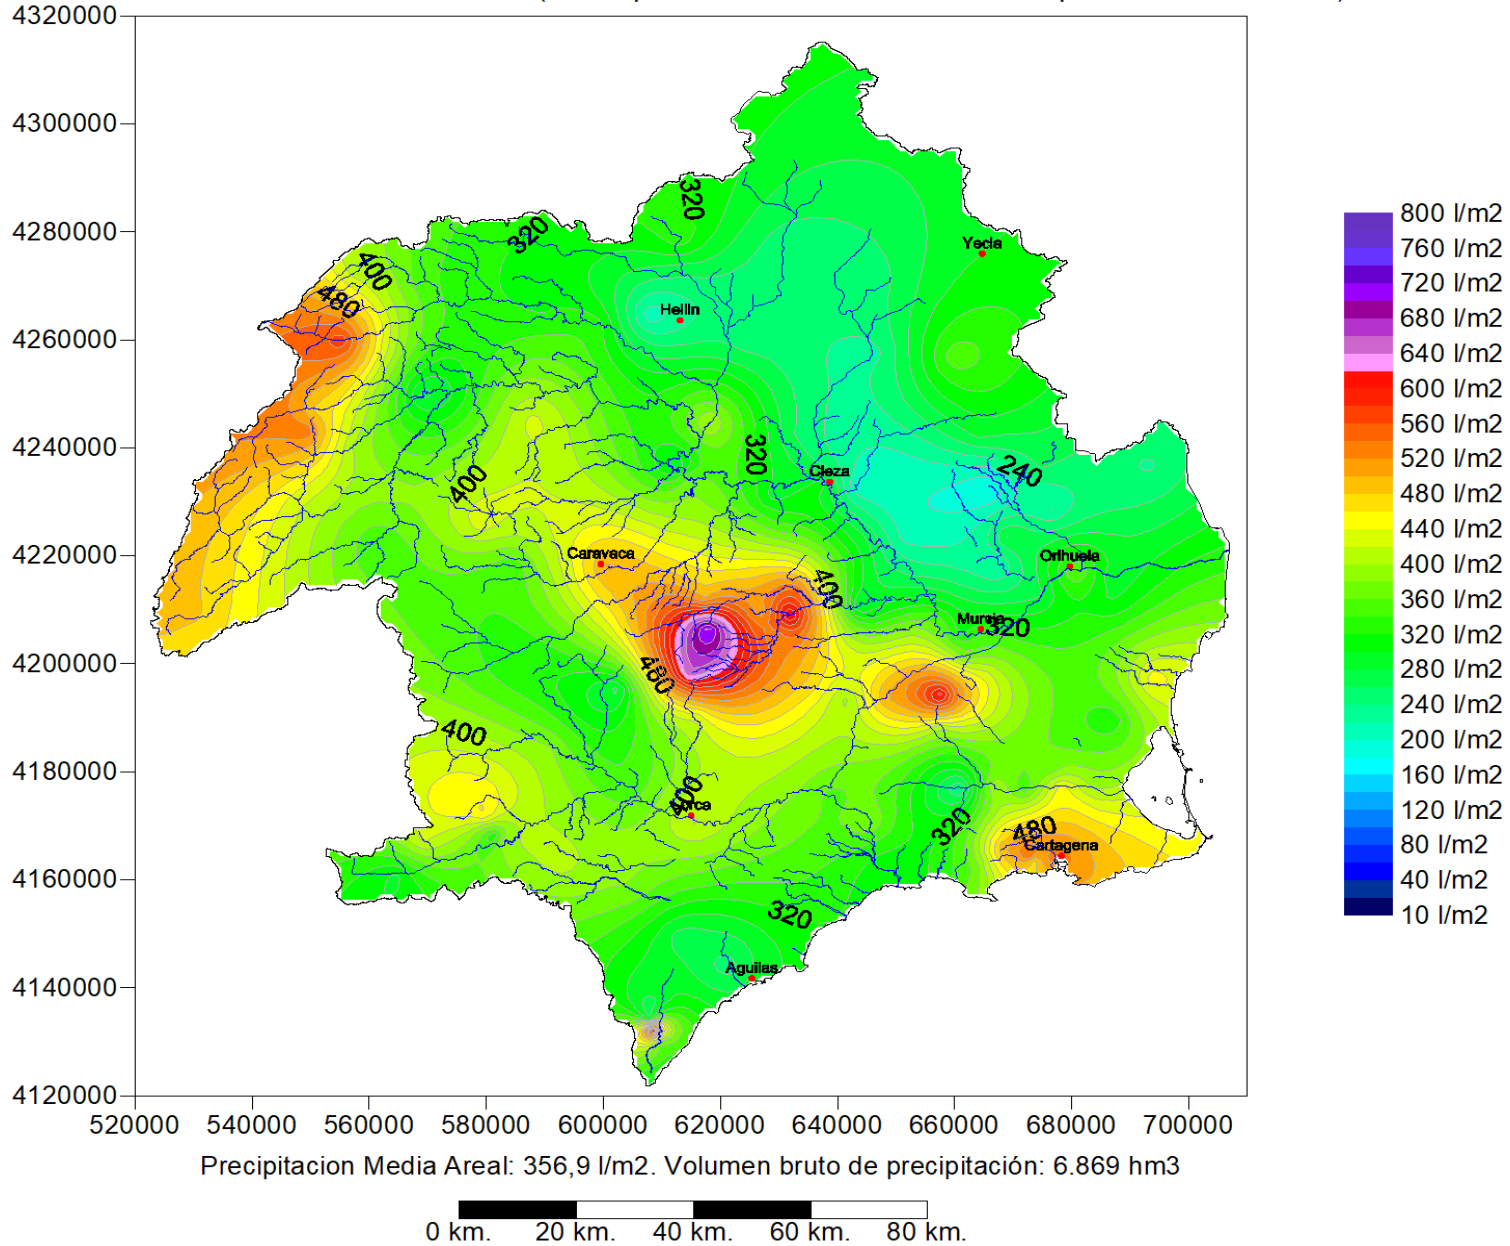 4320000
4300000
4280000
4260000
4240000
4220000
4200000
4180000
4160000
4140000
4120000
520000 540000 560000 580000 600000 620000 640000 660000 680000 700000
320
320
400
480
Yecla
Hellin
320
400
Cieza
240
Caravaca
Orihuela
400
Murcia
320
480
400
400
Lorca
320
480
Cartagena
320
Aguilas
800 l/m2
760 l/m2
720 l/m2
680 l/m2
640 l/m2
600 l/m2
560 l/m2
520 l/m2
480 l/m2
440 l/m2
400 l/m2
360 l/m2
320 l/m2
280 l/m2
240 l/m2
200 l/m2
160 l/m2
120 l/m2
80 l/m2
40 l/m2
10 l/m2
Precipitacion Media Areal: 356,9 l/m2. Volumen bruto de precipitación: 6.869 hm3
0 km. 20 km. 40 km. 60 km. 80 km.